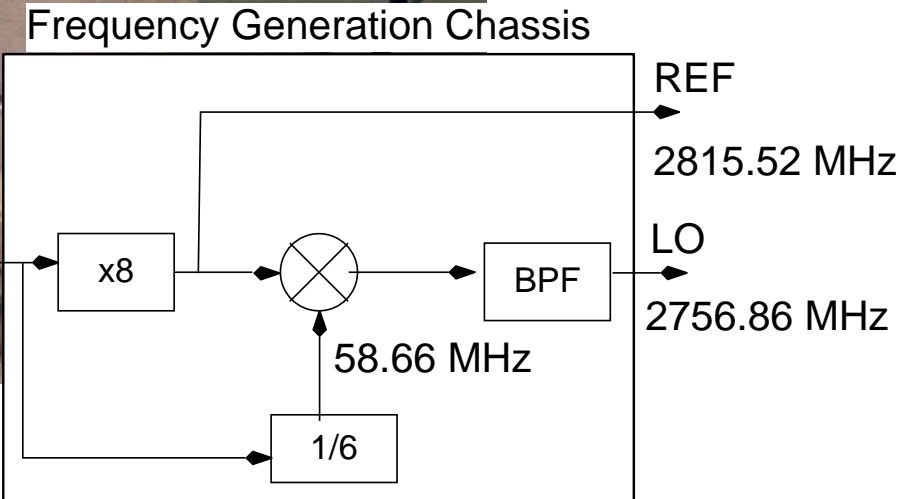 Frequency Generation Chassis
REF
2815.52 MHz
LO
x8
BPF
2756.86 MHz
58.66 MHz
1/6